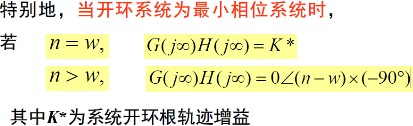 特别地，当开环系统为最小相位系统时，
若 n = w, G(j∞)H(j∞) = K*
n > w, G(j∞)H(j∞) = 0∠(n-w)×(-90°)
其中K*为系统开环根轨迹增益